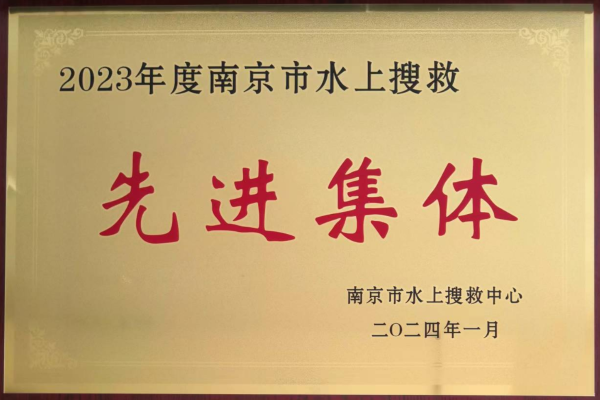 2023年度南京市水上搜救
先进集体
南京市水上搜救中心
二〇二四年一月